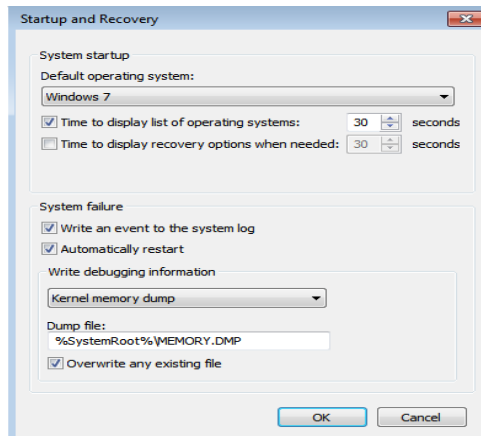 Startup and Recovery
System startup
Default operating system:
Windows 7
Time to display list of operating systems: 30 seconds
Time to display recovery options when needed: 30 seconds
System failure
Write an event to the system log
Automatically restart
Write debugging information
Kernel memory dump
Dump file:
%SystemRoot%\MEMORY.DMP
Overwrite any existing file
OK Cancel